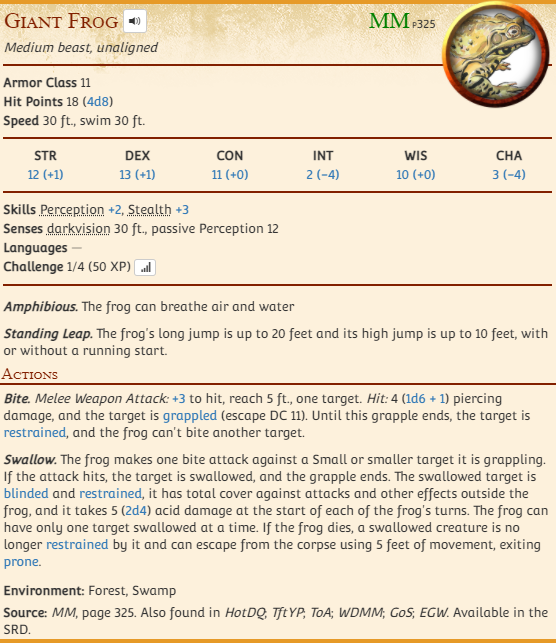 Giant Frog MM P325
Medium beast, unaligned
Armor Class 11
Hit Points 18 (4d8)
Speed 30 ft., swim 30 ft.
STR DEX CON INT WIS CHA
12 (+1) 13 (+1) 11 (+0) 2 (−4) 10 (+0) 3 (−4)
Skills Perception +2, Stealth +3
Senses darkvision 30 ft., passive Perception 12
Languages —
Challenge 1/4 (50 XP)
Amphibious. The frog can breathe air and water
Standing Leap. The frog's long jump is up to 20 feet and its high jump is up to 10 feet, with
or without a running start.
Actions
Bite. Melee Weapon Attack: +3 to hit, reach 5 ft., one target. Hit: 4 (1d6 + 1) piercing
damage, and the target is grappled (escape DC 11). Until this grapple ends, the target is
restrained, and the frog can't bite another target.
Swallow. The frog makes one bite attack against a Small or smaller target it is grappling.
If the attack hits, the target is swallowed, and the grapple ends. The swallowed target is
blinded and restrained, it has total cover against attacks and other effects outside the
frog, and it takes 5 (2d4) acid damage at the start of each of the frog's turns. The frog can
have only one target swallowed at a time. If the frog dies, a swallowed creature is no
longer restrained by it and can escape from the corpse using 5 feet of movement, exiting
prone.
Environment: Forest, Swamp
Source: MM, page 325. Also found in HotDQ; TftYP; ToA; WDMM; GoS; EGW. Available in the
SRD.